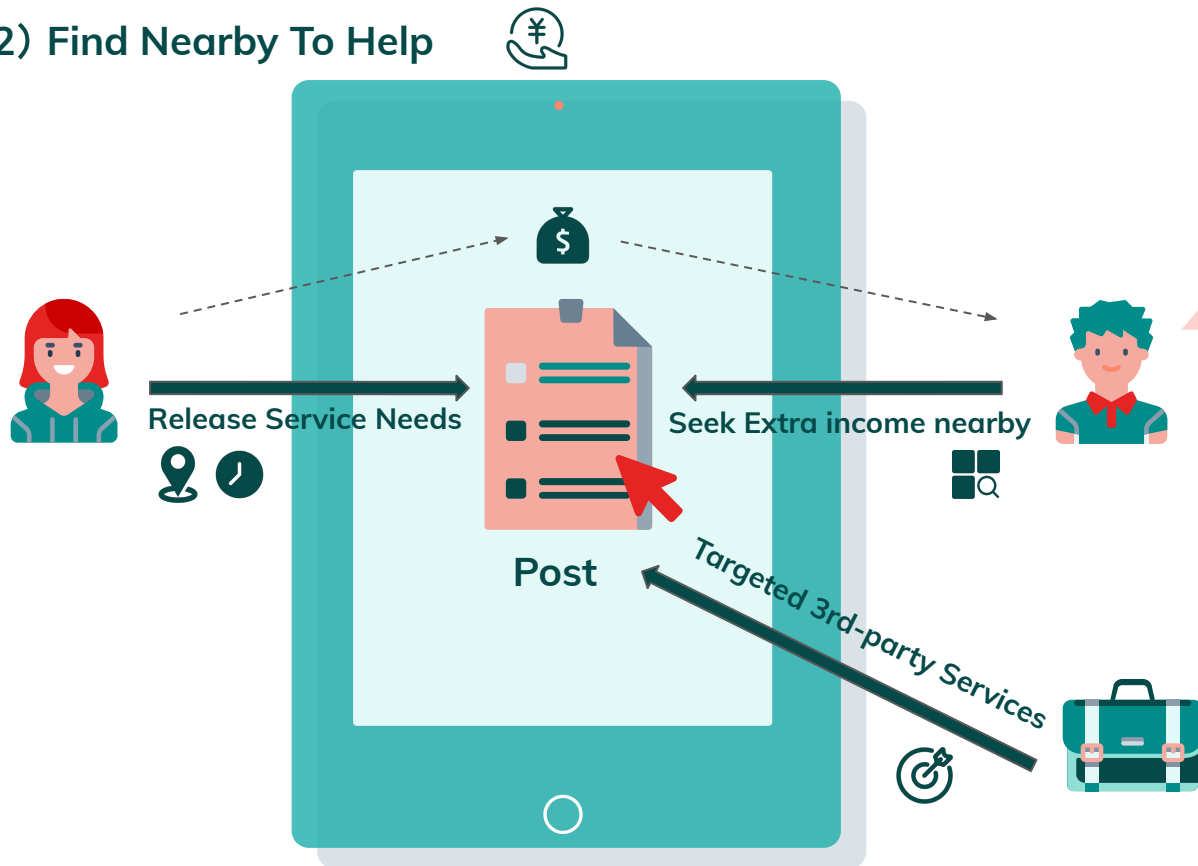 2) Find Nearby To Help
¥
$
Release Service Needs
Seek Extra income nearby
Post
Targeted 3rd-party Services